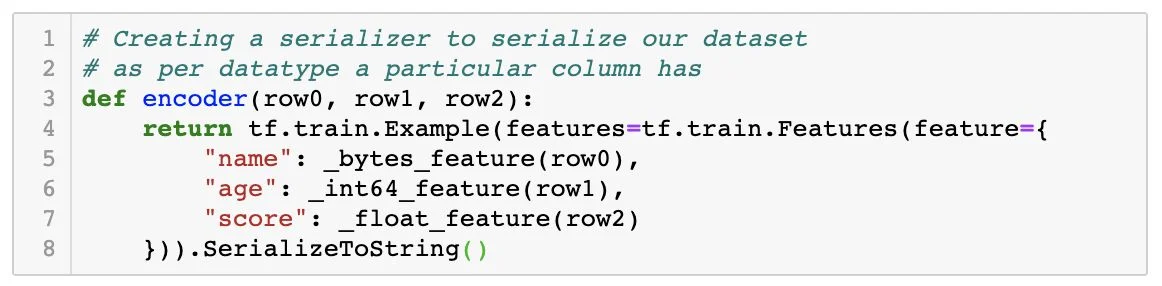 1 # Creating a serializer to serialize our dataset
2 # as per datatype a particular column has
3 def encoder(row0, row1, row2):
4     return tf.train.Example(features=tf.train.Features(feature={
5         "name": _bytes_feature(row0),
6         "age": _int64_feature(row1),
7         "score": _float_feature(row2)
8     })).SerializeToString()